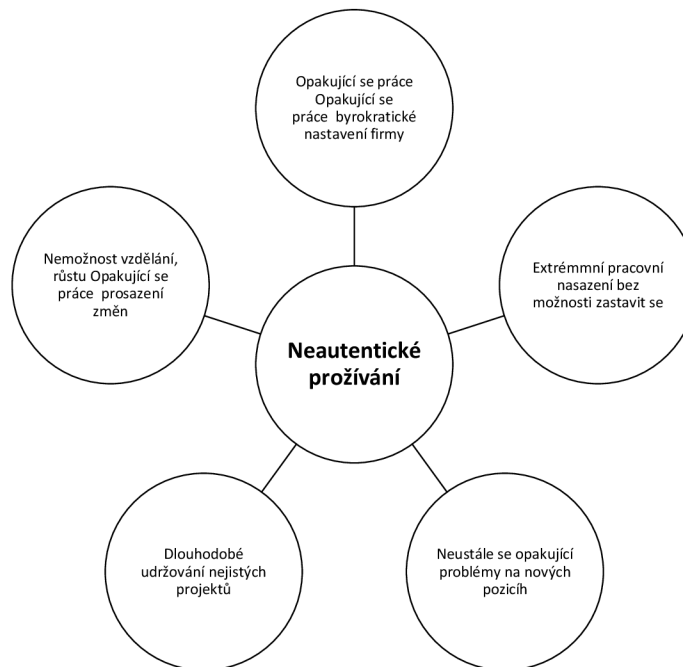 Opakující se práce
Opakující se
práce byrokratické
nastavení firmy
Nemožnost vzdělání,
růstu Opakující se
práce prosazení
změn
Extrémmní pracovní
nasazení bez
možnosti zastavit se
Neautentické
prožívání
Dlouhodobé
udržování nejistých
projektů
Neustále se opakující
problémy na nových
pozicíh